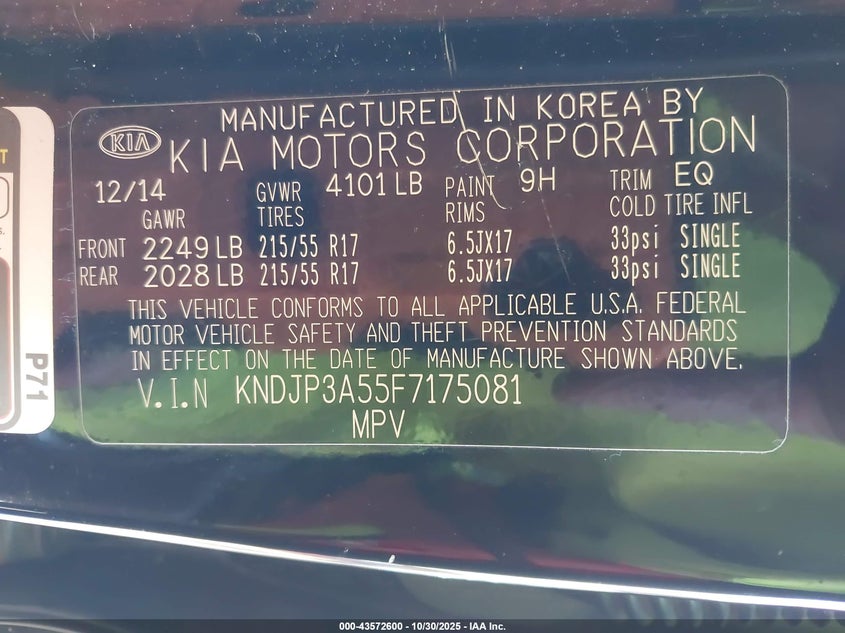 MANUFACTURED IN KOREA BY
KIA KIA MOTORS CORPORATION
12/14 GVWR 4101 LB PAINT 9H TRIM EQ
GAWR TIRES RIMS COLD TIRE INFL
FRONT 2249 LB 215/55 R17 6.5JX17 33psi SINGLE
REAR 2028 LB 215/55 R17 6.5JX17 33psi SINGLE
THIS VEHICLE CONFORMS TO ALL APPLICABLE U.S.A. FEDERAL
MOTOR VEHICLE SAFETY AND THEFT PREVENTION STANDARDS
IN EFFECT ON THE DATE OF MANUFACTURE SHOWN ABOVE.
V.I.N KNDJP3A55F7175081
MPV
P71
000-43572600 - 10/30/2025 - IAA Inc.